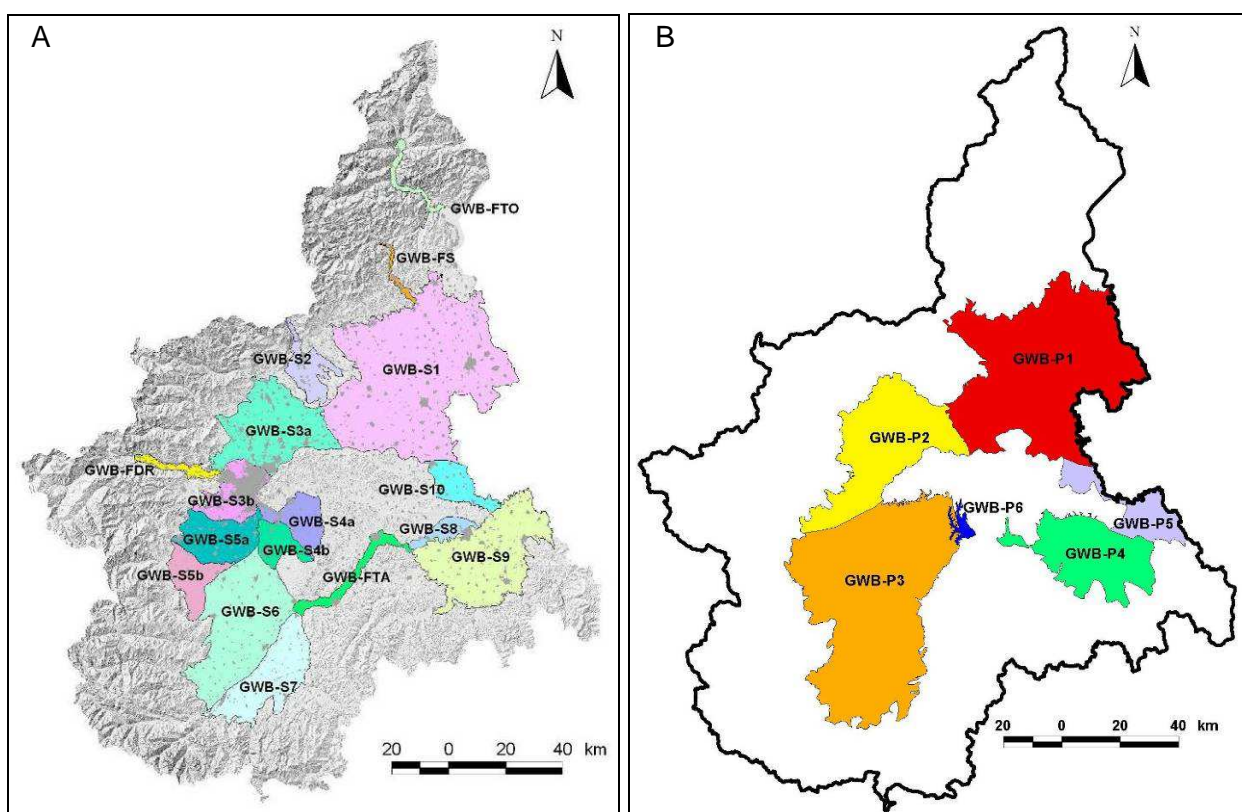 A
N
GWB-FTO
GWB-FS
GWB-S2
GWB-S1
GWB-S3a
GWB-FDR
GWB-S3b
GWB-S10
GWB-S4a
GWB-S8
GWB-S5a
GWB-S4b
GWB-S9
GWB-S5b
GWB-FTA
GWB-S6
GWB-S7
20 0 20 40 km
B
N
GWB-P1
GWB-P2
GWB-P6
GWB-P5
GWB-P4
GWB-P3
20 0 20 40 km